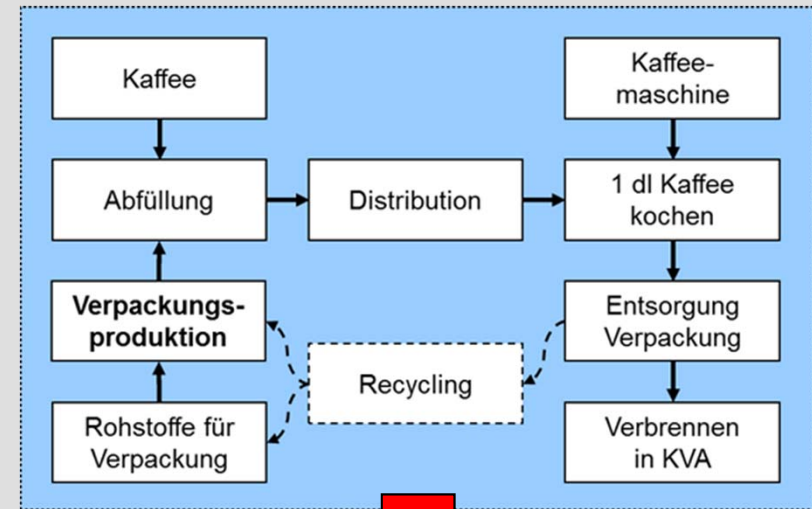 Kaffee
Kaffee-
maschine
Abfüllung
Distribution
1 dl Kaffee
kochen
Verpackungs-
produktion
Entsorgung
Verpackung
Recycling
Rohstoffe für
Verpackung
Verbrennen
in KVA